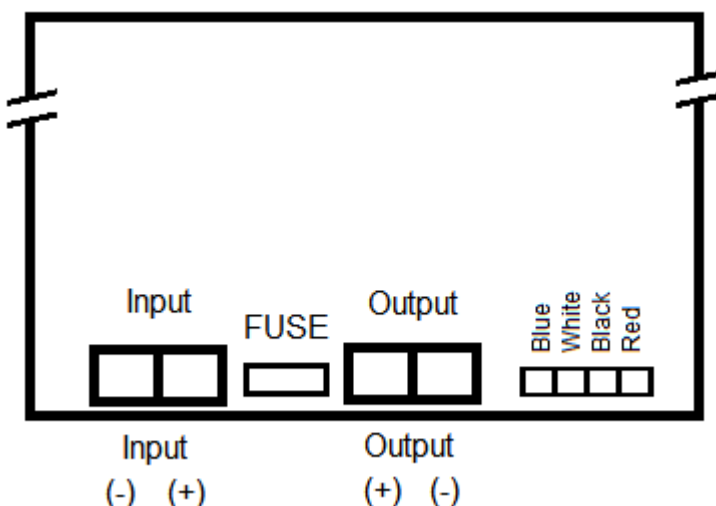 Input
FUSE
Output
Blue
White
Black
Red
Input
(-) (+)
Output
(+) (-)